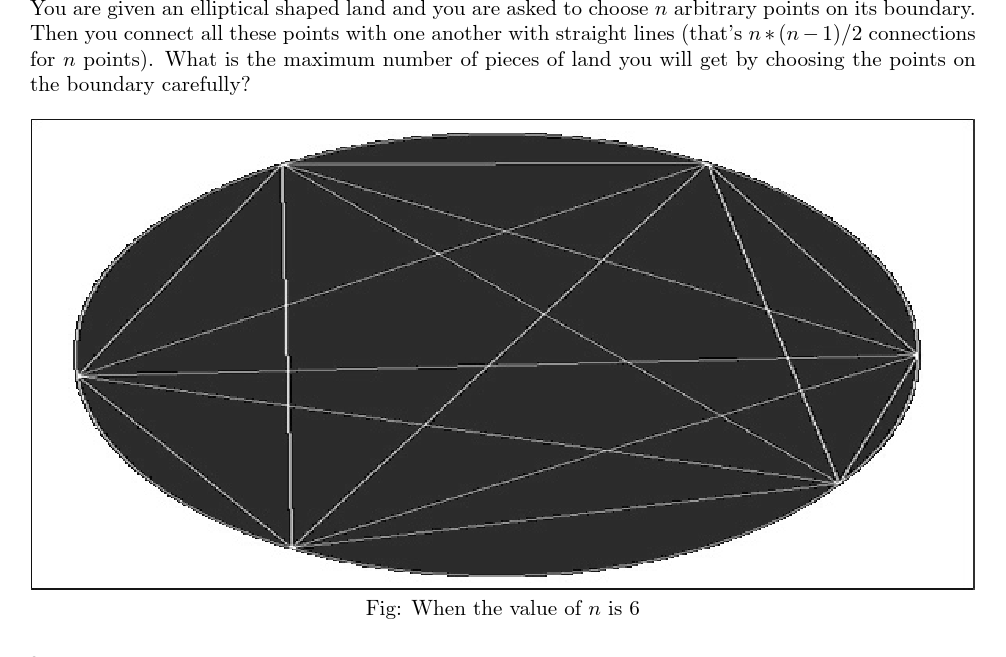 You are given an elliptical shaped land and you are asked to choose n arbitrary points on its boundary.
Then you connect all these points with one another with straight lines (that's n ∗ (n − 1)/2 connections
for n points). What is the maximum number of pieces of land you will get by choosing the points on
the boundary carefully?
Fig: When the value of n is 6